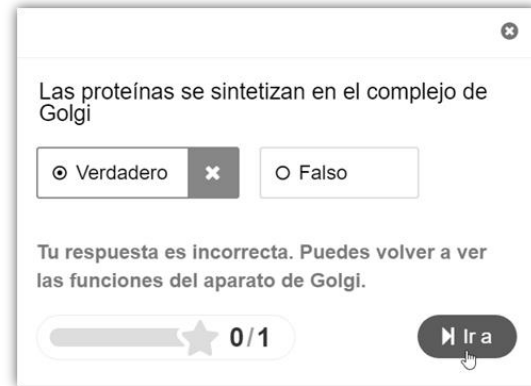 Las proteínas se sintetizan en el complejo de
Golgi
Verdadero
Falso
Tu respuesta es incorrecta. Puedes volver a ver
las funciones del aparato de Golgi.
0/1
Ir a